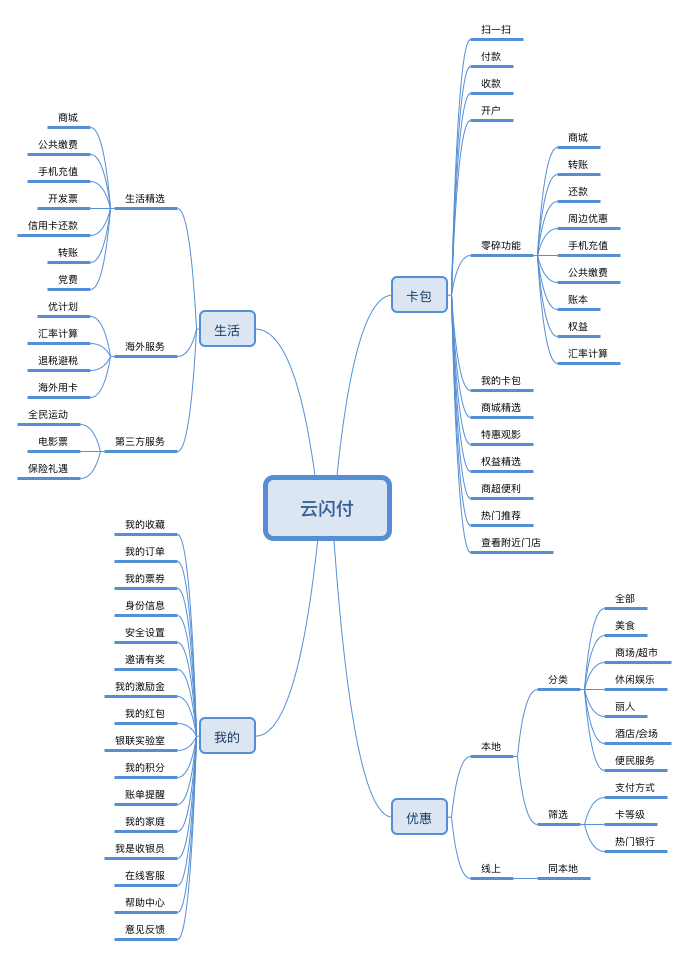 云闪付
卡包
扫一扫
付款
收款
开户
零碎功能
商城
转账
还款
周边优惠
手机充值
公共缴费
账本
权益
汇率计算
我的卡包
商城精选
特惠观影
权益精选
商超便利
热门推荐
查看附近门店
优惠
本地
分类
全部
美食
商场/超市
休闲娱乐
丽人
酒店/会场
便民服务
筛选
支付方式
卡等级
热门银行
线上
同本地
生活
生活精选
商城
公共缴费
手机充值
开发票
信用卡还款
转账
党费
海外服务
优计划
汇率计算
退税避税
海外用卡
第三方服务
全民运动
电影票
保险礼遇
我的
我的收藏
我的订单
我的票券
身份信息
安全设置
邀请有奖
我的激励金
我的红包
银联实验室
我的积分
账单提醒
我的家庭
我是收银员
在线客服
帮助中心
意见反馈